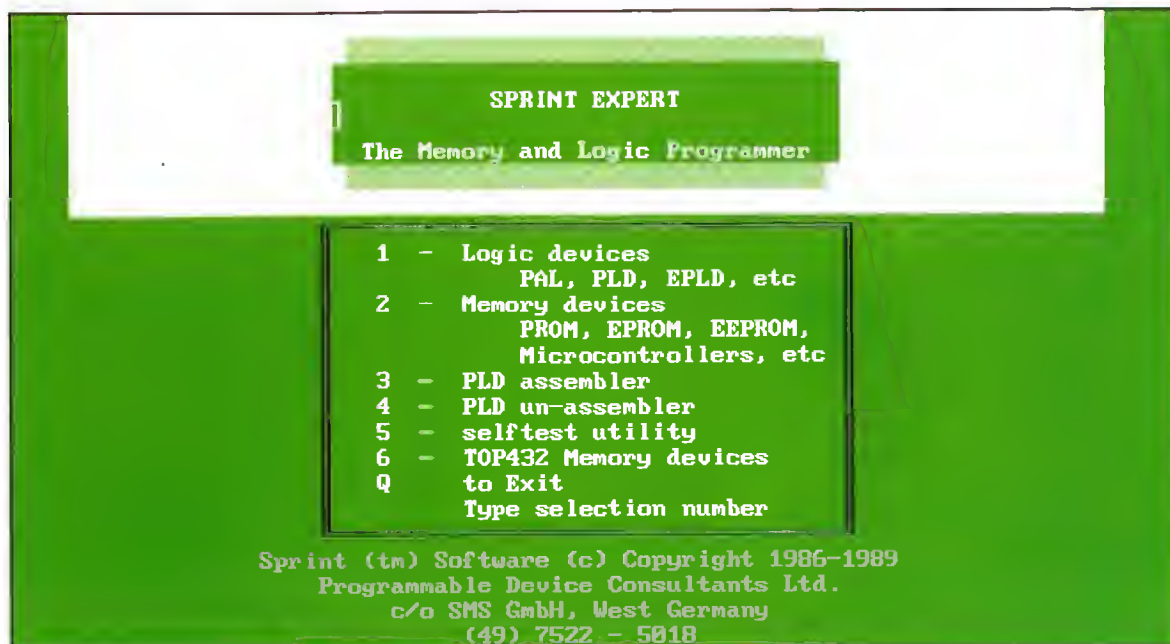 SPRINT EXPERT
The Memory and Logic Programmer
1 - Logic devices
PAL, PLD, EPLD, etc
2 - Memory devices
PROM, EPROM, EEPROM,
Microcontrollers, etc
3 - PLD assembler
4 - PLD un-assembler
5 - selftest utility
6 - TOP432 Memory devices
Q to Exit
Type selection number
Sprint (tm) Software (c) Copyright 1986-1989
Programmable Device Consultants Ltd.
c/o SMS GmbH, West Germany
(49) 7522 - 5018